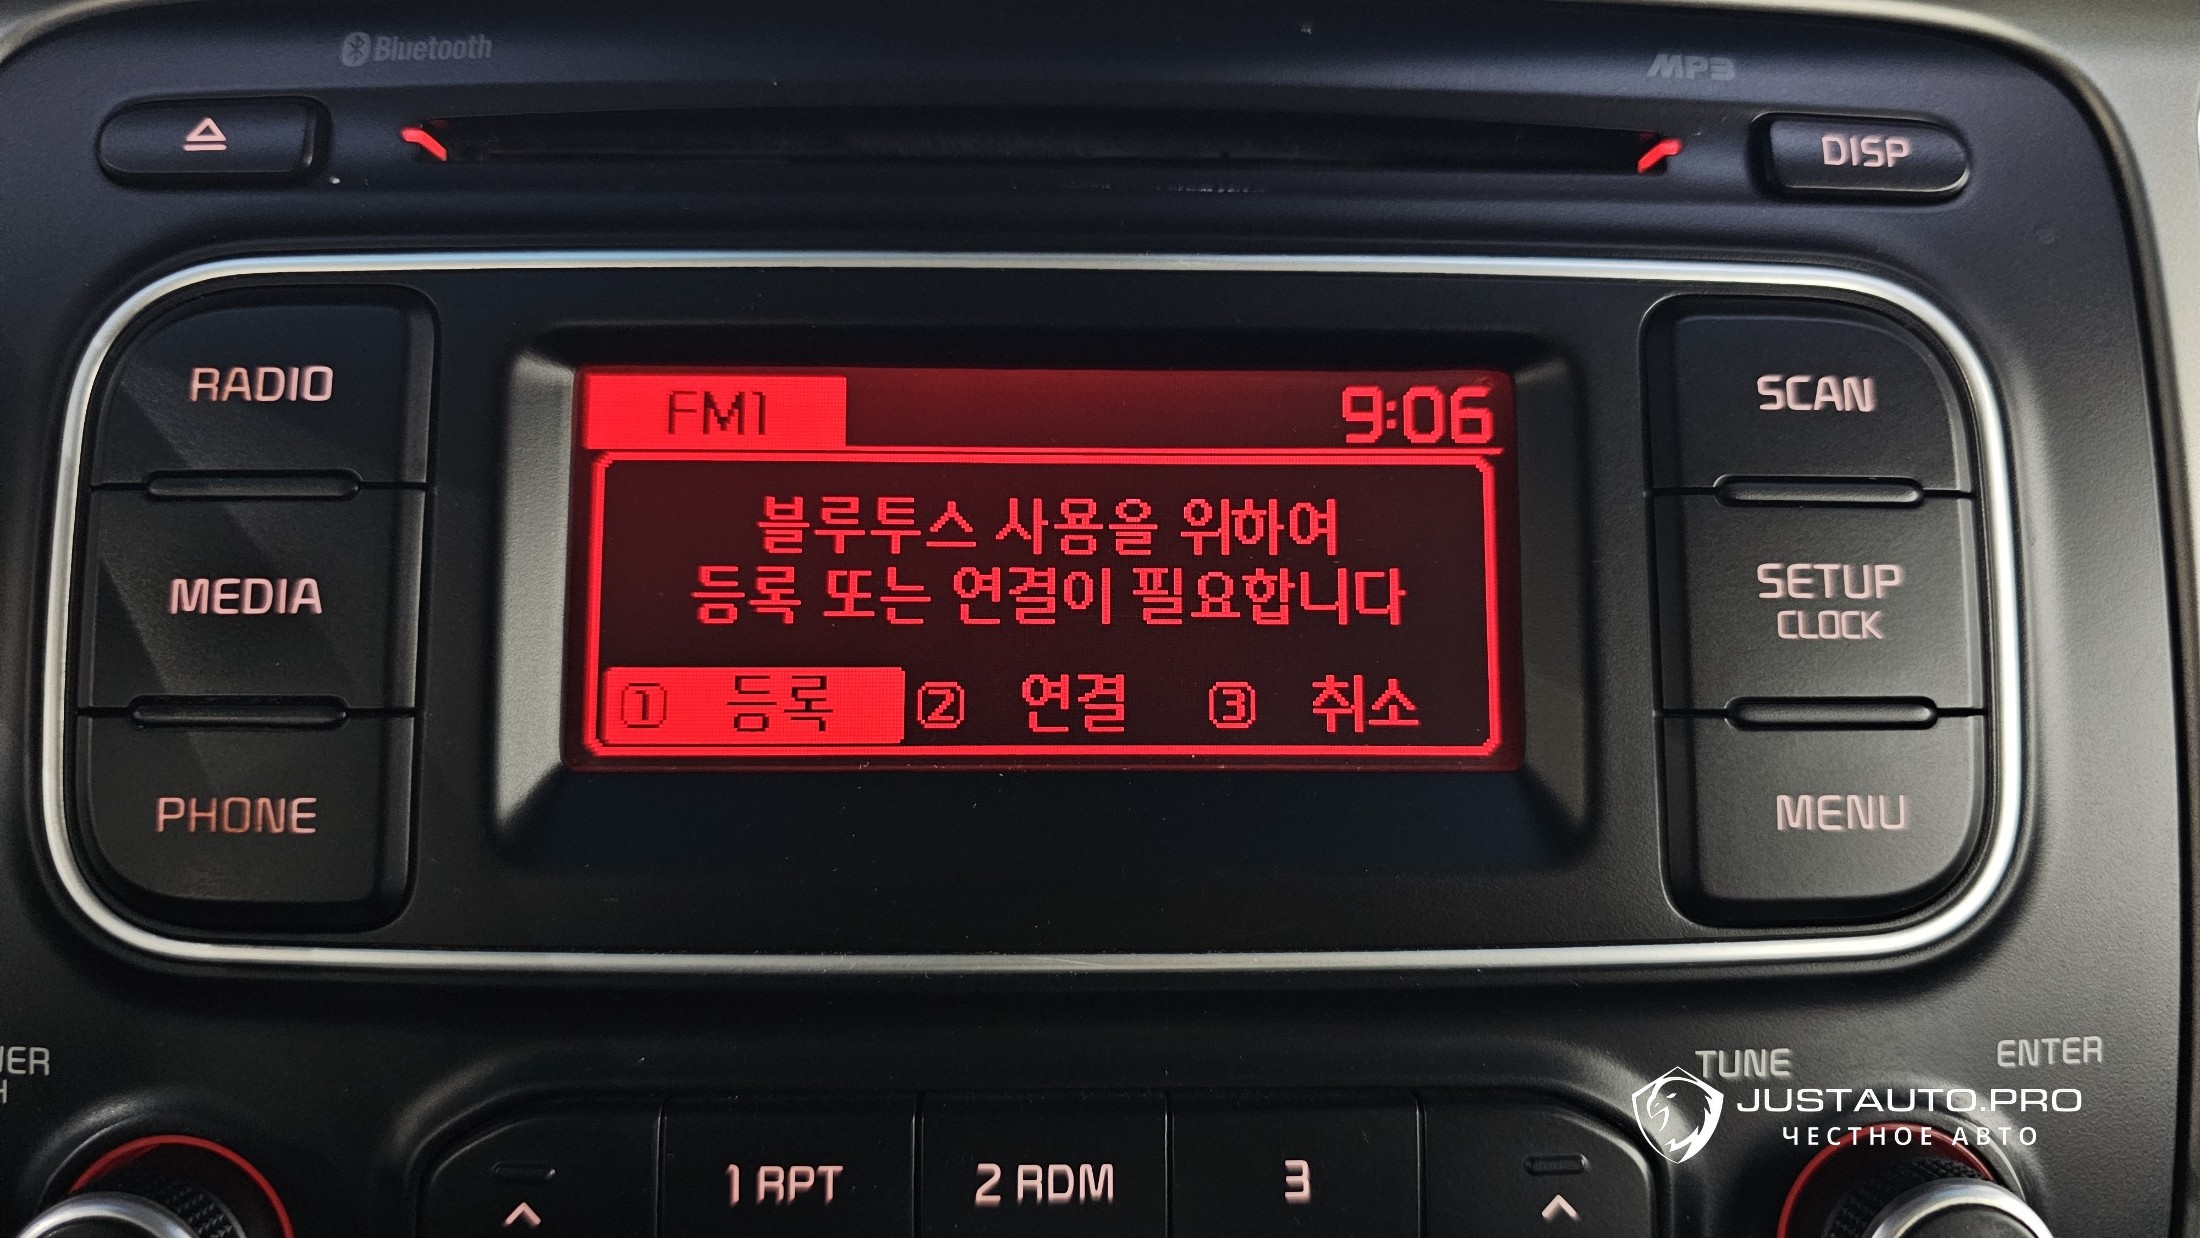 Bluetooth
MP3
DISP
RADIO
MEDIA
PHONE
FM1 9:06
블루투스 사용을 위하여
등록 또는 연결이 필요합니다
① 등록 ② 연결 ③ 취소
SCAN
SETUP
CLOCK
MENU
TUNE
ENTER
JUSTAUTO.PRO
ЧЕСТНОЕ АВТО
1 RPT
2 RDM
3